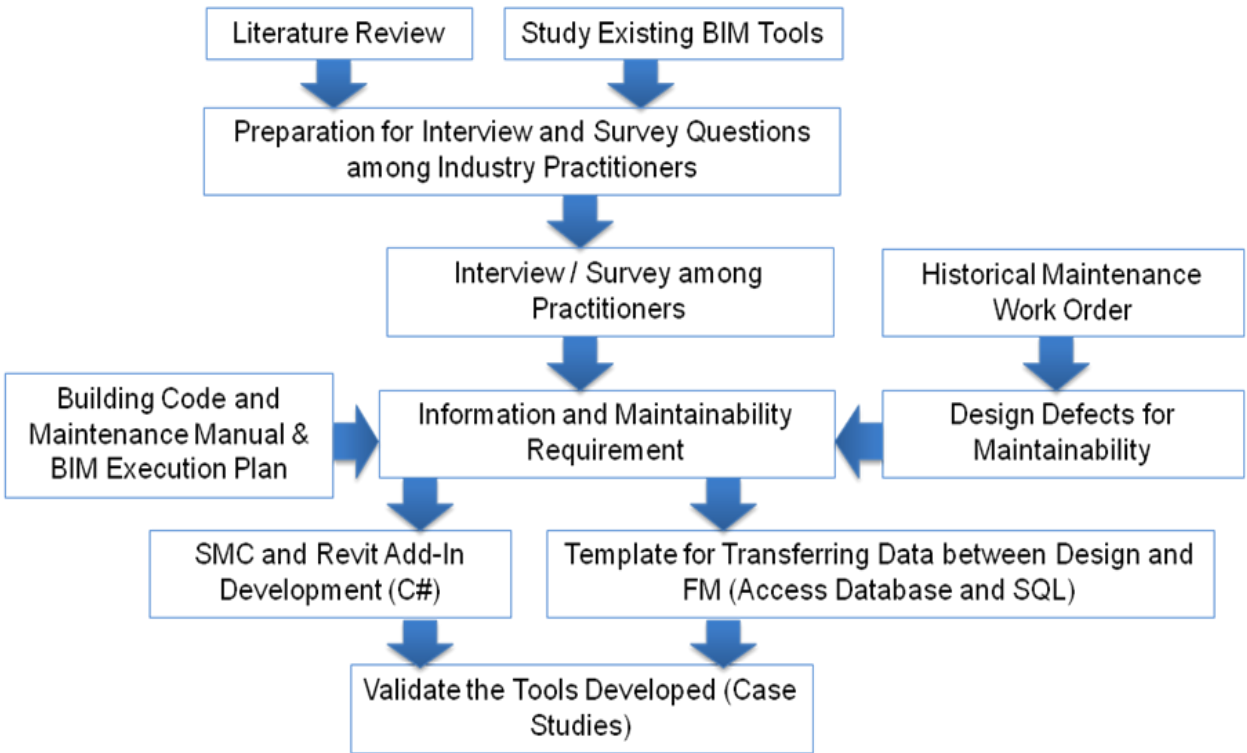 Literature Review
Study Existing BIM Tools
Preparation for Interview and Survey Questions
among Industry Practitioners
Interview / Survey among
Practitioners
Historical Maintenance
Work Order
Building Code and
Maintenance Manual &
BIM Execution Plan
Information and Maintainability
Requirement
Design Defects for
Maintainability
SMC and Revit Add-In
Development (C#)
Template for Transferring Data between Design and
FM (Access Database and SQL)
Validate the Tools Developed (Case
Studies)